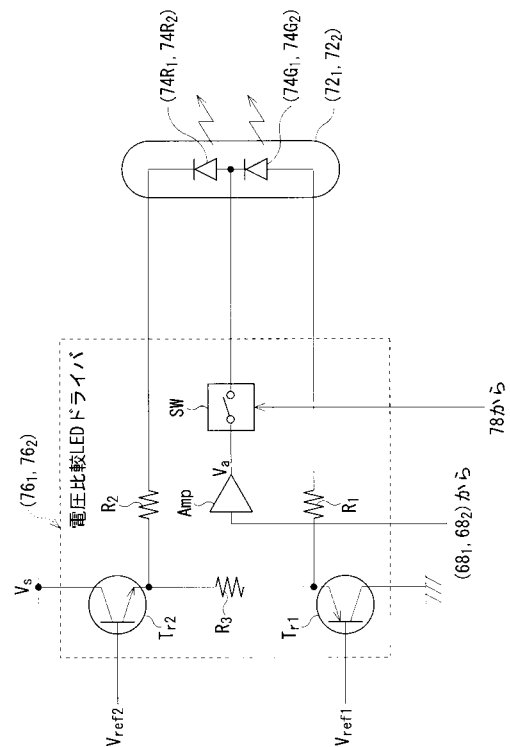 (74R₁, 74R₂)
(74G₁, 74G₂)
(72₁, 72₂)
(76₁, 76₂)
電圧比較LEDドライバ
Vs
R₂
SW
Amp
Va
R₁
R₃
Tr2
Tr1
Vref2
Vref1
(68₁, 68₂)から
78から